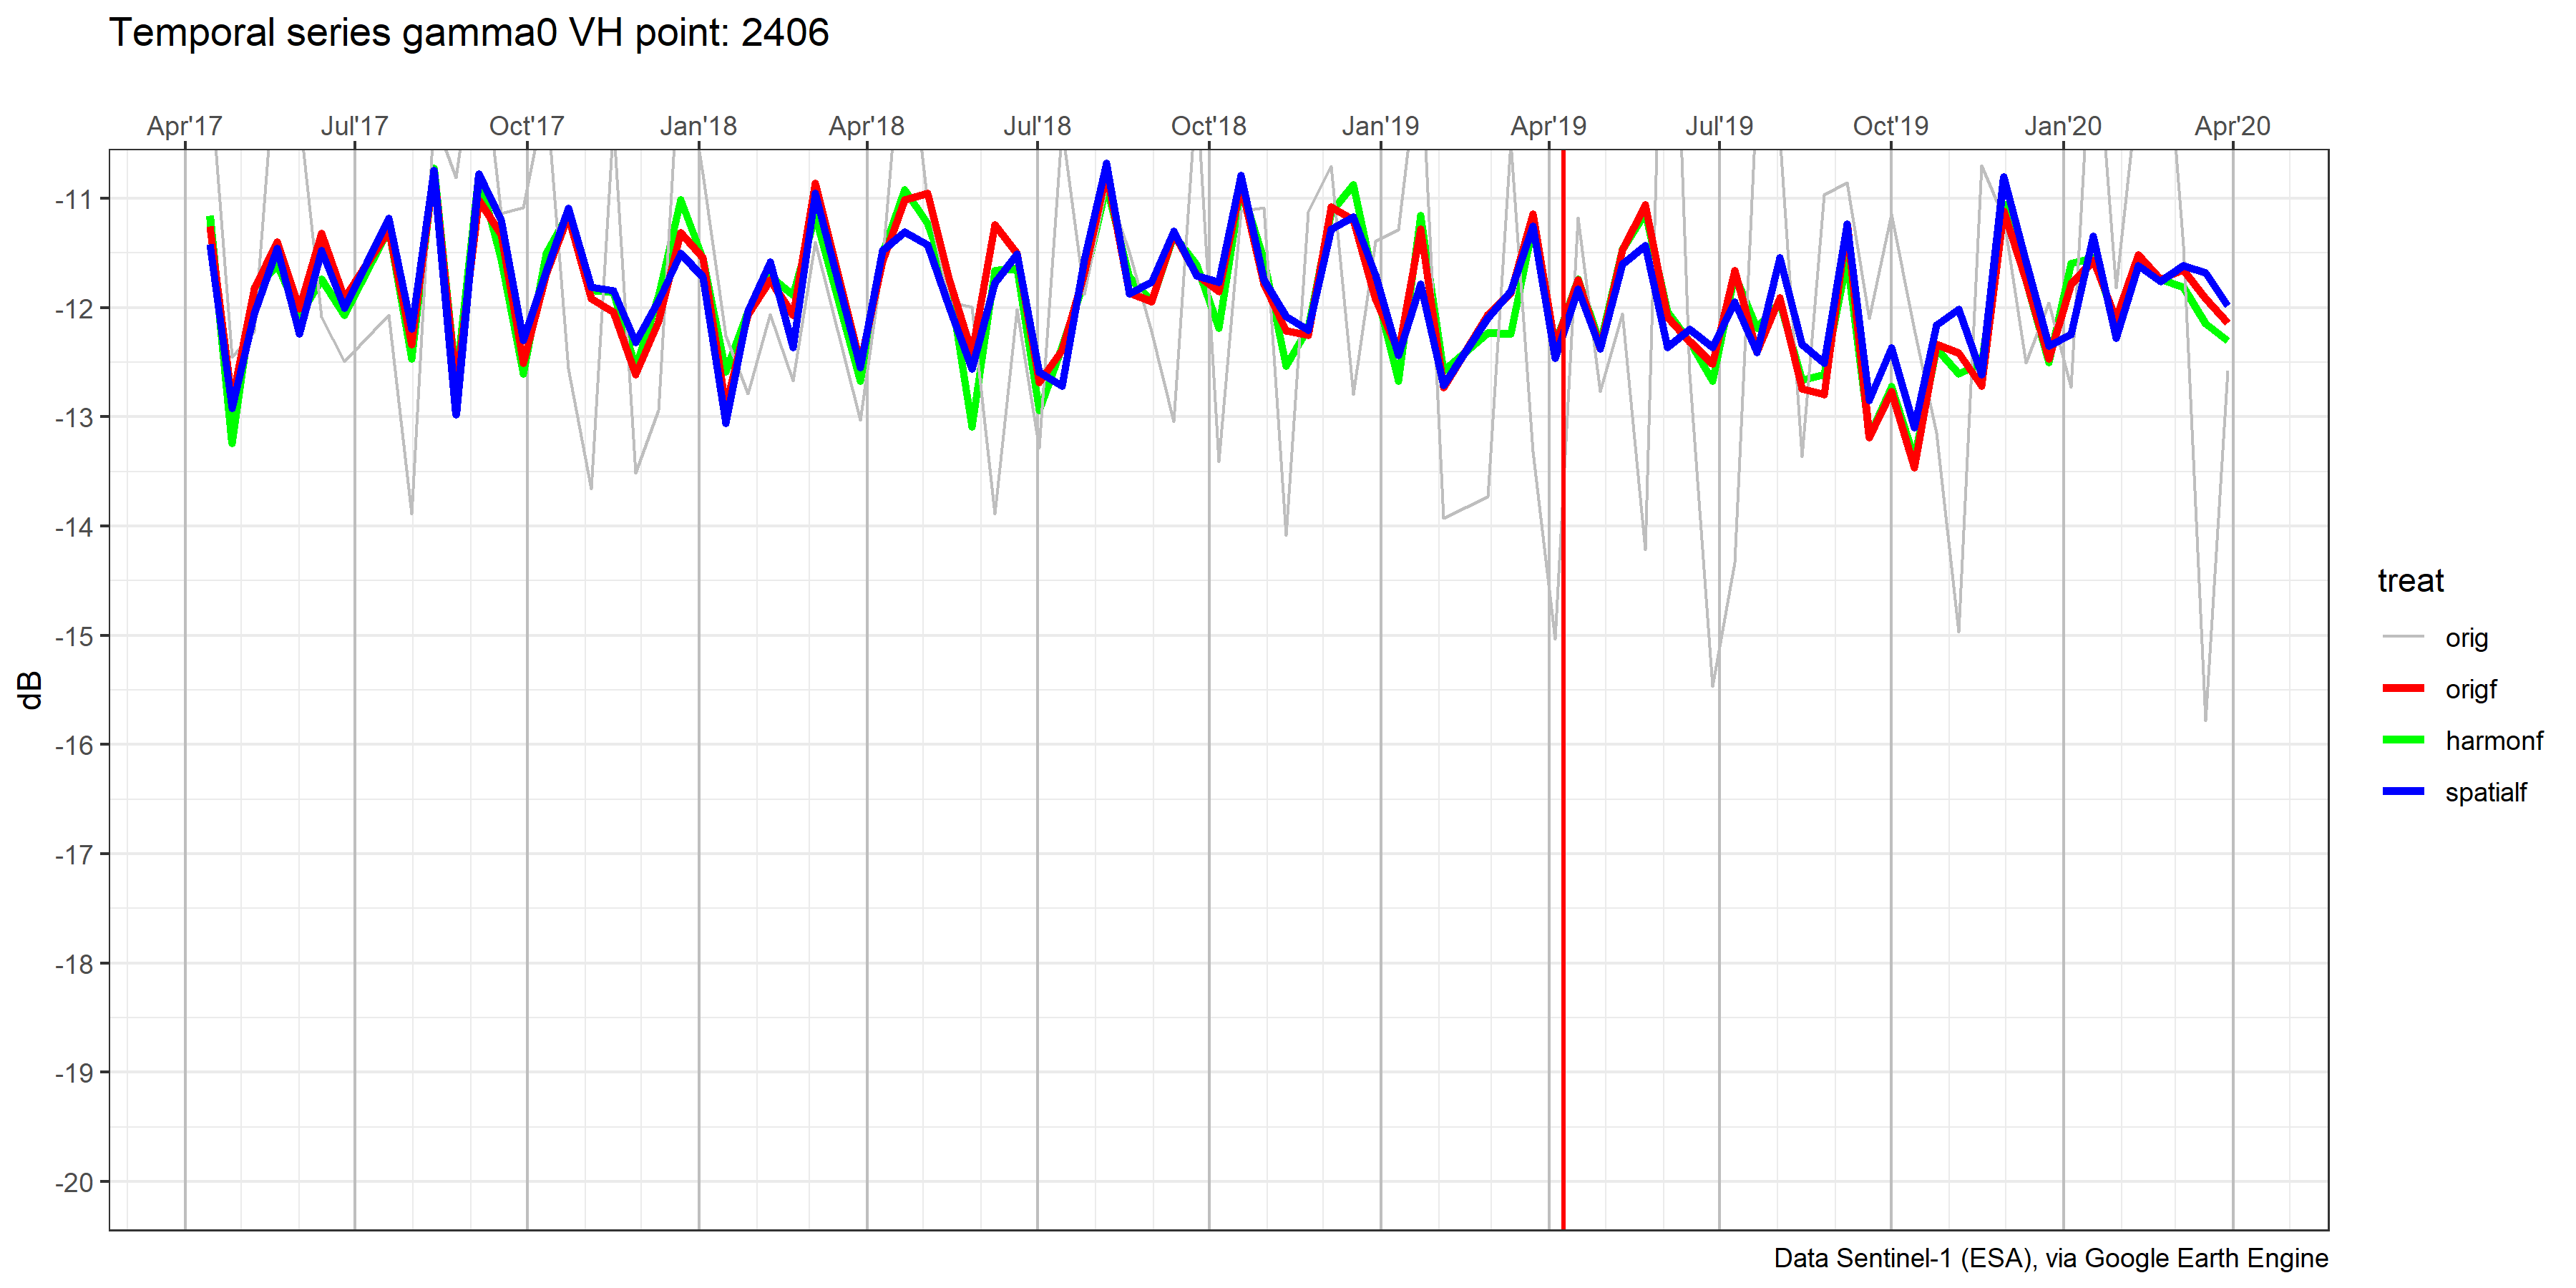 Temporal series gamma0 VH point: 2406
Apr'17 Jul'17 Oct'17 Jan'18 Apr'18 Jul'18 Oct'18 Jan'19 Apr'19 Jul'19 Oct'19 Jan'20 Apr'20
-11
-12
-13
-14
-15
-16
-17
-18
-19
-20
dB
treat
orig
origf
harmonf
spatialf
Data Sentinel-1 (ESA), via Google Earth Engine